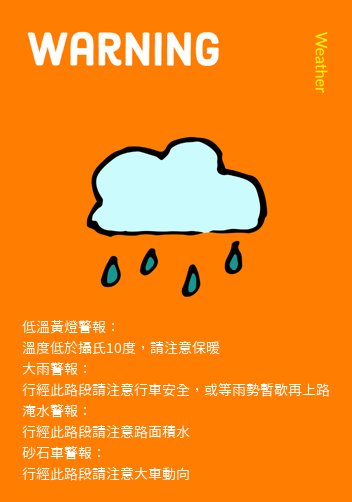 WARNING
Weather
低溫黃燈警報：
溫度低於攝氏10度，請注意保暖
大雨警報：
行經此路段請注意行車安全，或等雨勢暫歇再上路
淹水警報：
行經此路段請注意路面積水
砂石車警報：
行經此路段請注意大車動向